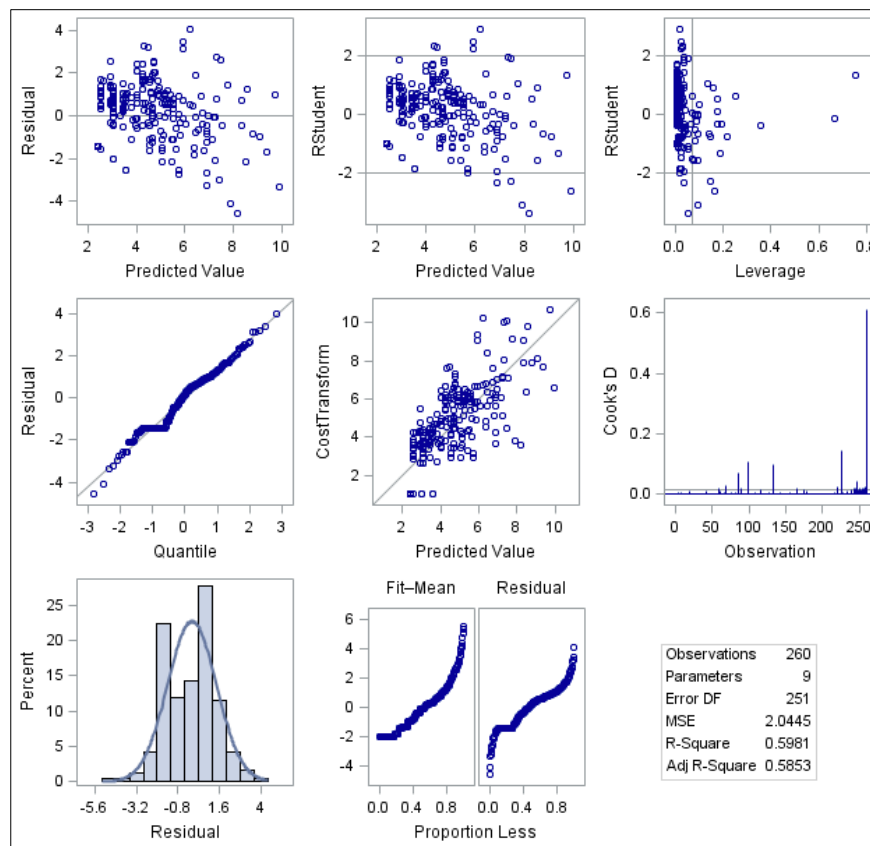 4
2
0
-2
-4
Residual
2 4 6 8 10
Predicted Value
2
0
-2
RStudent
2 4 6 8 10
Predicted Value
2
0
-2
RStudent
0.0 0.2 0.4 0.6 0.8
Leverage
4
2
0
-2
-4
Residual
-3 -2 -1 0 1 2 3
Quantile
10
8
6
4
2
CostTransform
2 4 6 8 10
Predicted Value
0.6
0.4
0.2
0.0
Cook's D
0 50 100 150 200 250
Observation
25
20
15
10
5
0
Percent
-5.6 -3.2 -0.8 1.6 4
Residual
Fit–Mean Residual
6
4
2
0
-2
-4
0.0 0.4 0.8 0.0 0.4 0.8
Proportion Less
Observations 260
Parameters 9
Error DF 251
MSE 2.0445
R-Square 0.5981
Adj R-Square 0.5853